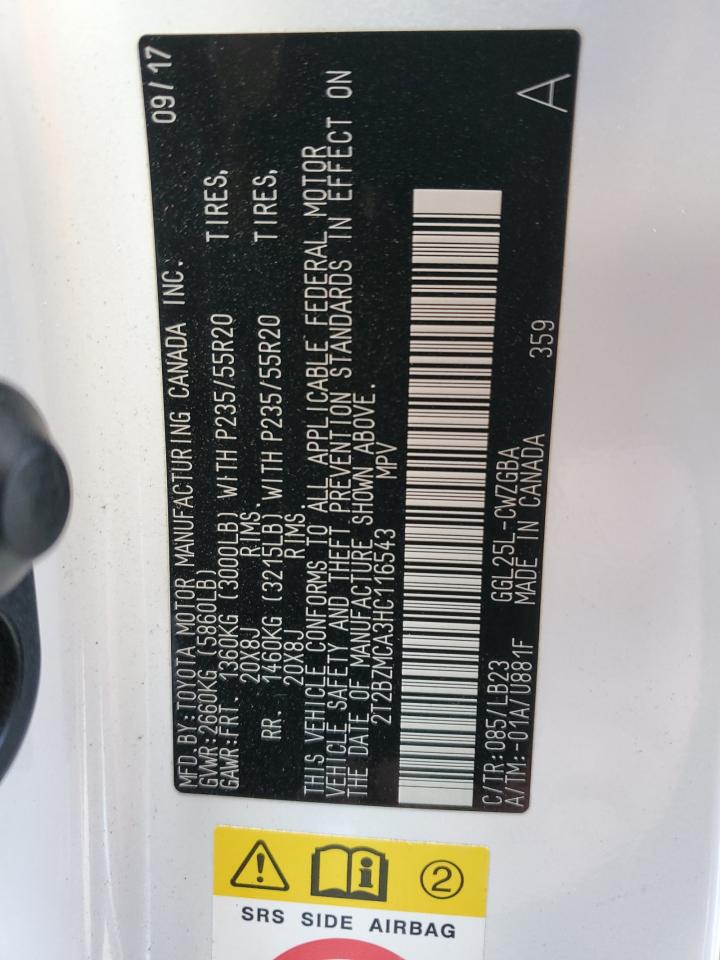 MFD. BY: TOYOTA MOTOR MANUFACTURING CANADA INC. 09/17
GVWR: 2660KG (5860LB)
GAWR: FRT. 1360KG (3000LB) WITH P235/55R20 TIRES,
20X8J RIMS.
RR. 1460KG (3215LB) WITH P235/55R20 TIRES,
20X8J RIMS.
THIS VEHICLE CONFORMS TO ALL APPLICABLE FEDERAL MOTOR
VEHICLE SAFETY AND THEFT PREVENTION STANDARDS IN EFFECT ON
THE DATE OF MANUFACTURE SHOWN ABOVE.
2T2BZMCA3HC116543 MPV
C/TR: 085/LB23 GGL25L-CWZGBA
A/TM: -01A/U881F MADE IN CANADA 359
A
2
SRS SIDE AIRBAG